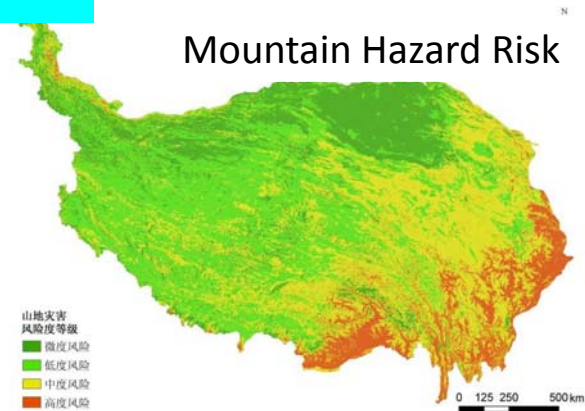 N
Mountain Hazard Risk
山地灾害
风险度等级
微度风险
低度风险
中度风险
高度风险
0 125 250 500 km